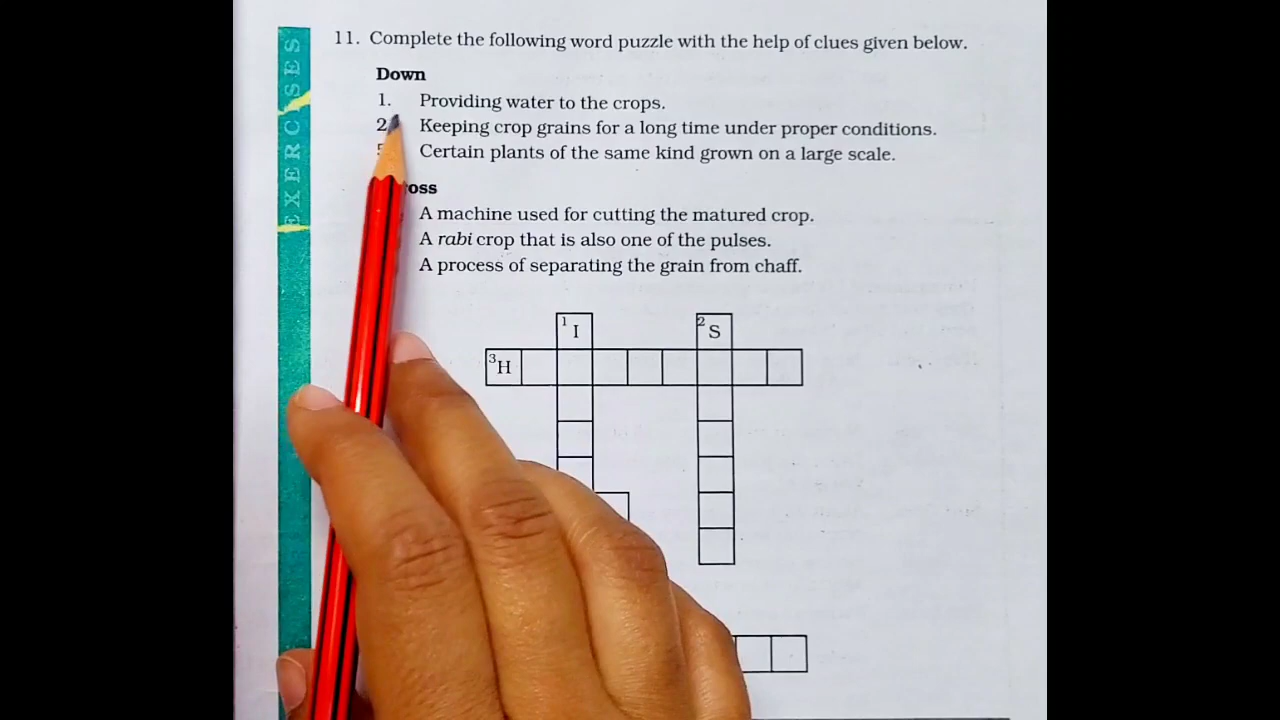 EXERCISES
11. Complete the following word puzzle with the help of clues given below.
Down
1. Providing water to the crops.
2 Keeping crop grains for a long time under proper conditions.
Certain plants of the same kind grown on a large scale.
oss
A machine used for cutting the matured crop.
A rabi crop that is also one of the pulses.
A process of separating the grain from chaff.
1 I 2 S
3 H